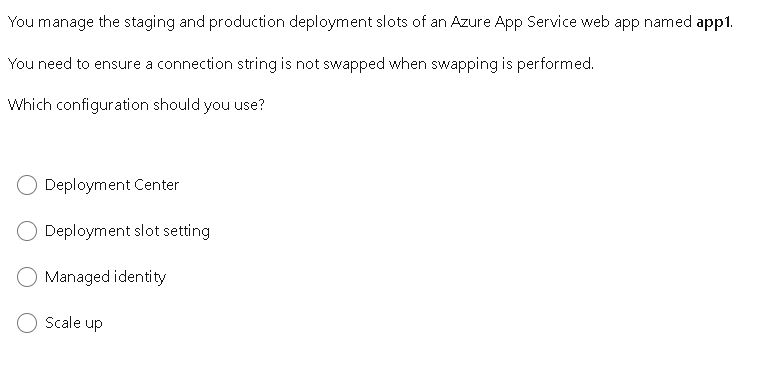 You manage the staging and production deployment slots of an Azure App Service web app named app1.
You need to ensure a connection string is not swapped when swapping is performed.
Which configuration should you use?
Deployment Center
Deployment slot setting
Managed identity
Scale up